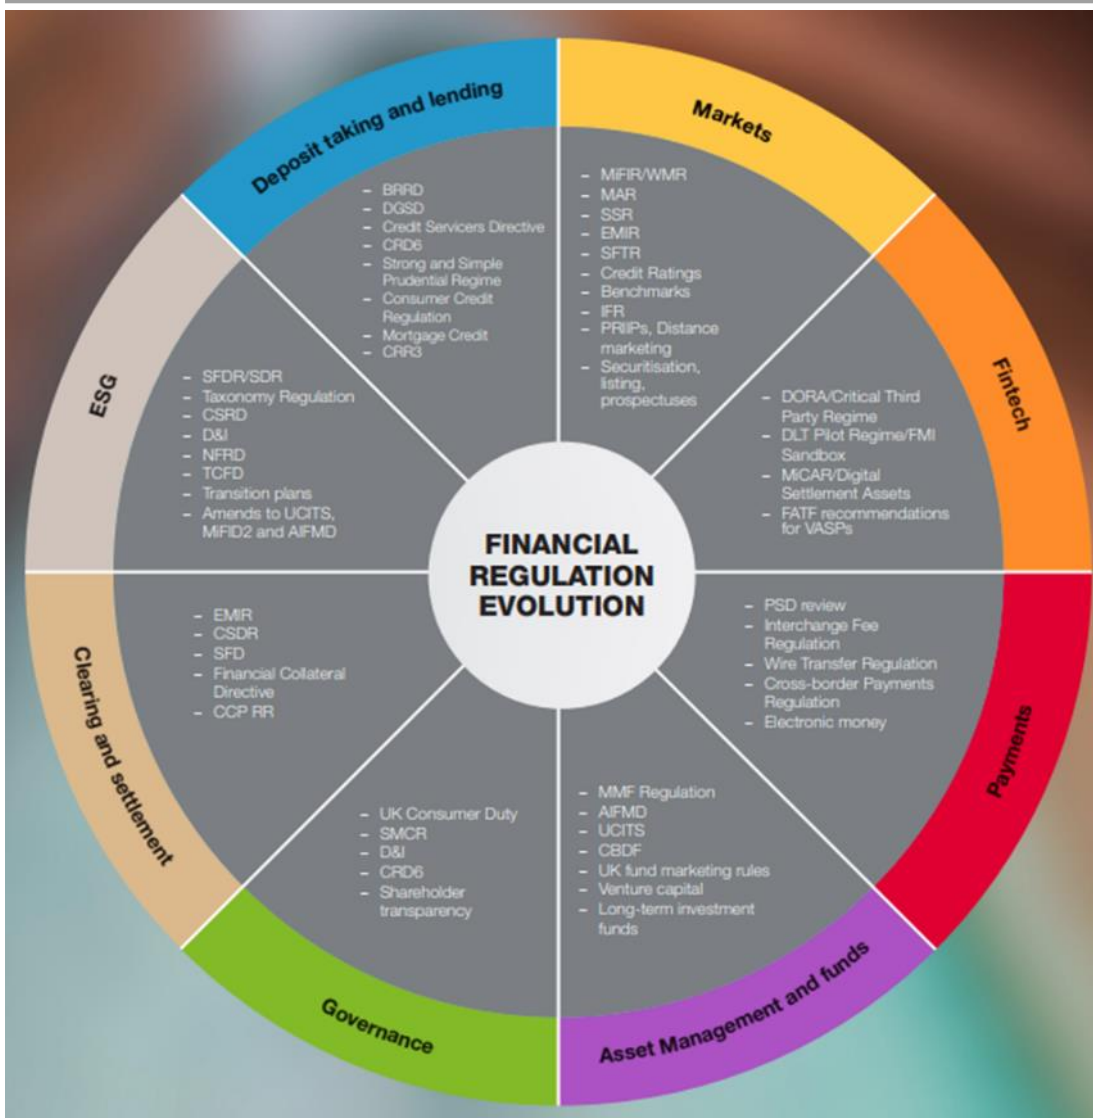 FINANCIAL
REGULATION
EVOLUTION
Deposit taking and lending
– BRRD
– DGSD
– Credit Servicers Directive
– CRD6
– Strong and Simple
Prudential Regime
– Consumer Credit
Regulation
– Mortgage Credit
– CRR3
Markets
– MiFIR/WMR
– MAR
– SSR
– EMIR
– SFTR
– Credit Ratings
– Benchmarks
– IFR
– PRIIPs, Distance
marketing
– Securitisation,
listing,
prospectuses
Fintech
– DORA/Critical Third
Party Regime
– DLT Pilot Regime/FMI
Sandbox
– MiCAR/Digital
Settlement Assets
– FATF recommendations
for VASPs
Payments
– PSD review
– Interchange Fee
Regulation
– Wire Transfer Regulation
– Cross-border Payments
Regulation
– Electronic money
Asset Management and funds
– MMF Regulation
– AIFMD
– UCITS
– CBDF
– UK fund marketing rules
– Venture capital
– Long-term investment
funds
Governance
– UK Consumer Duty
– SMCR
– D&I
– CRD6
– Shareholder
transparency
Clearing and settlement
– EMIR
– CSDR
– SFD
– Financial Collateral
Directive
– CCP RR
ESG
– SFDR/SDR
– Taxonomy Regulation
– CSRD
– D&I
– NFRD
– TCFD
– Transition plans
– Amends to UCITS,
MiFID2 and AIFMD